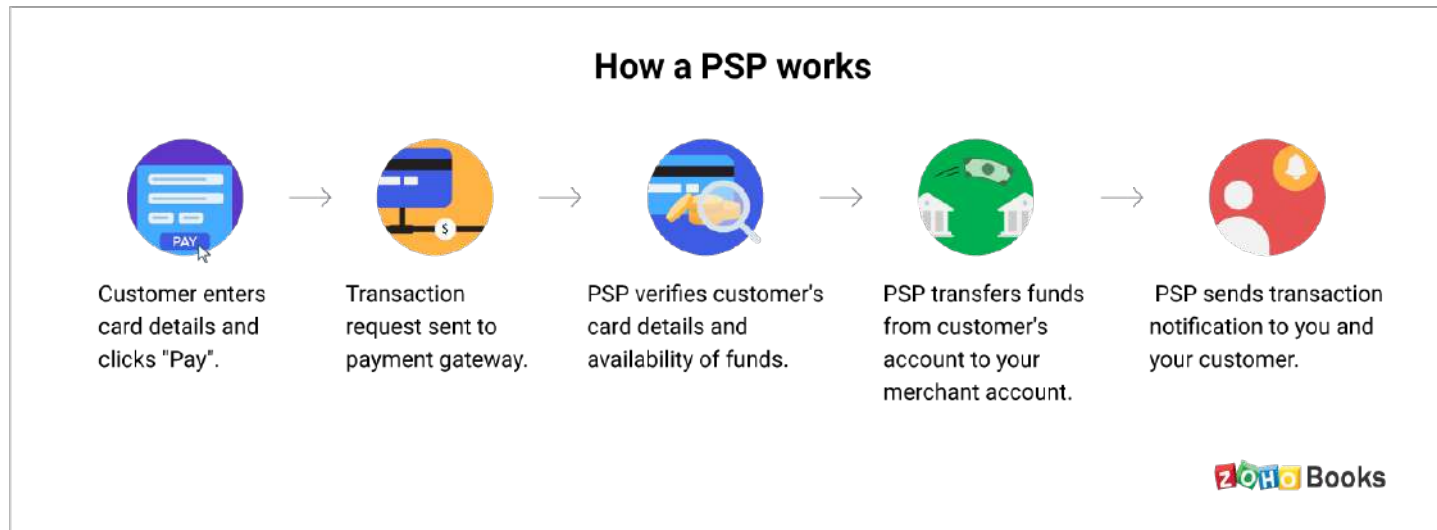 How a PSP works
PAY
$
Customer enters
card details and
clicks "Pay".
Transaction
request sent to
payment gateway.
PSP verifies customer's
card details and
availability of funds.
PSP transfers funds
from customer's
account to your
merchant account.
PSP sends transaction
notification to you and
your customer.
ZOHO Books